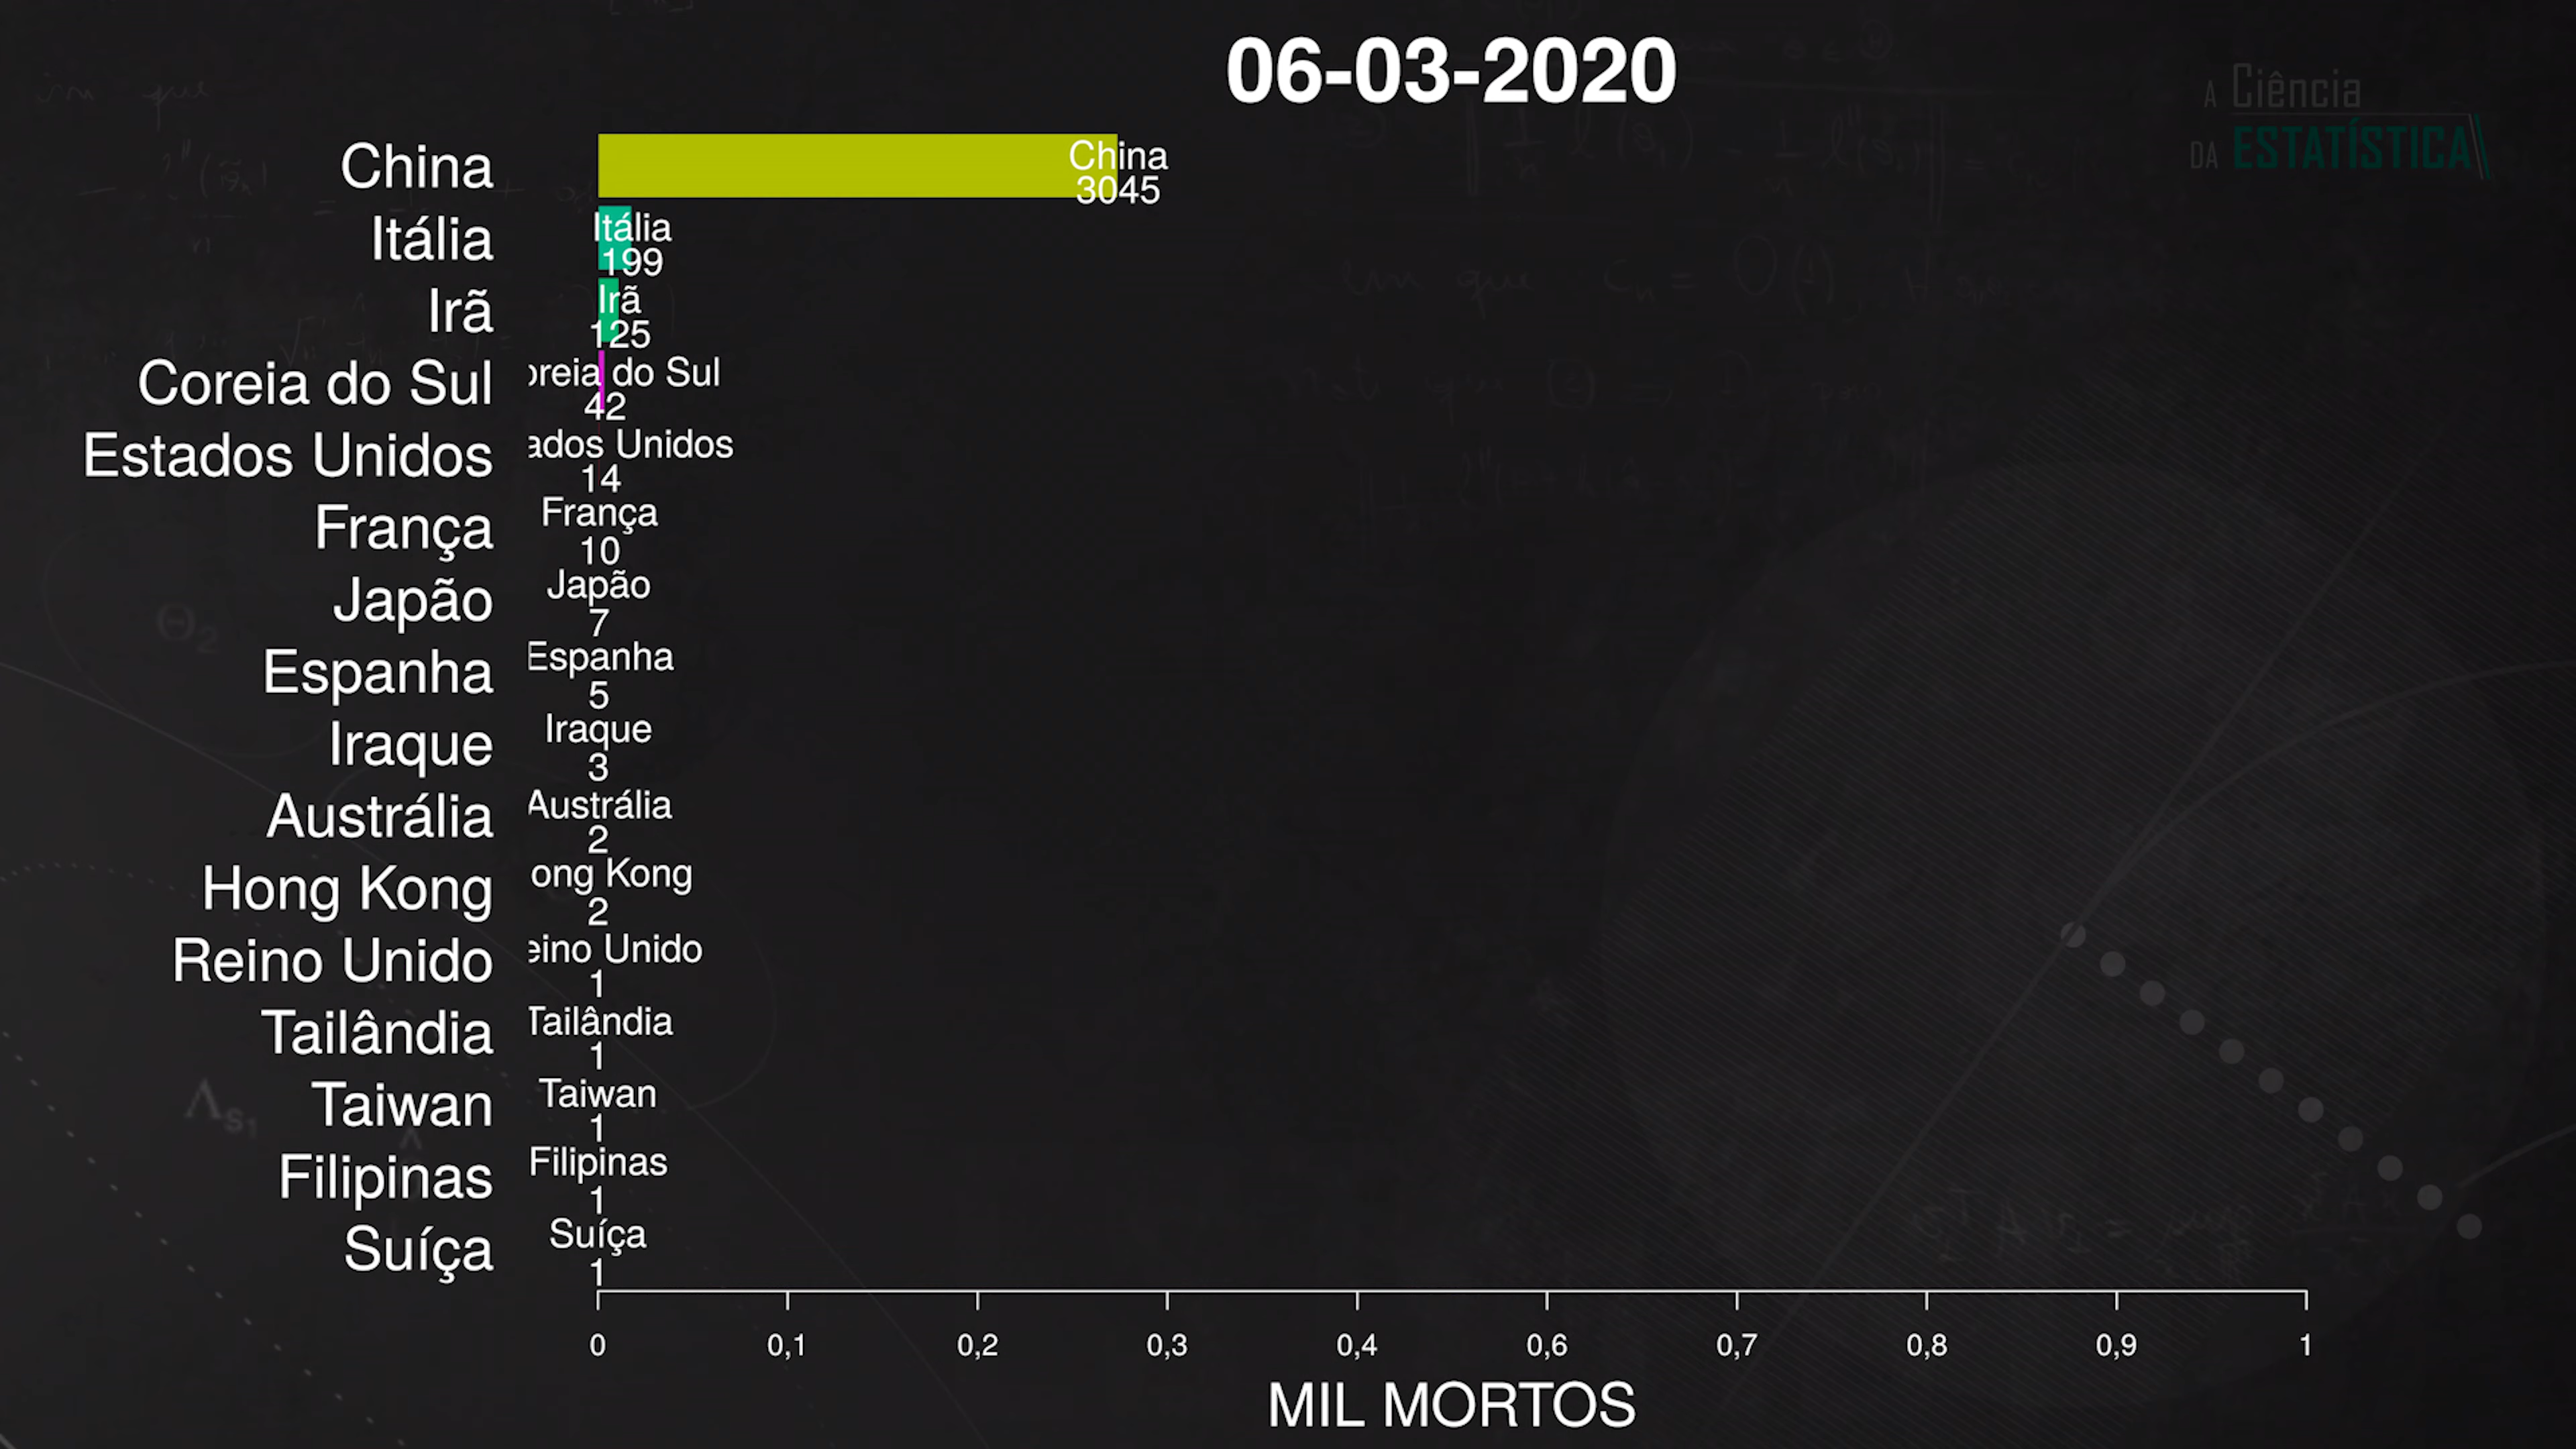 06-03-2020
A Ciência
DA ESTATÍSTICA
China
China
3045
Itália
Itália
199
Irã
Irã
125
Coreia do Sul
oreia do Sul
42
Estados Unidos
ados Unidos
14
França
França
10
Japão
Japão
7
Espanha
Espanha
5
Iraque
Iraque
3
Austrália
Austrália
2
Hong Kong
ong Kong
2
Reino Unido
eino Unido
1
Tailândia
Tailândia
1
Taiwan
Taiwan
1
Filipinas
Filipinas
1
Suíça
Suíça
1
0 0,1 0,2 0,3 0,4 0,6 0,7 0,8 0,9 1
MIL MORTOS